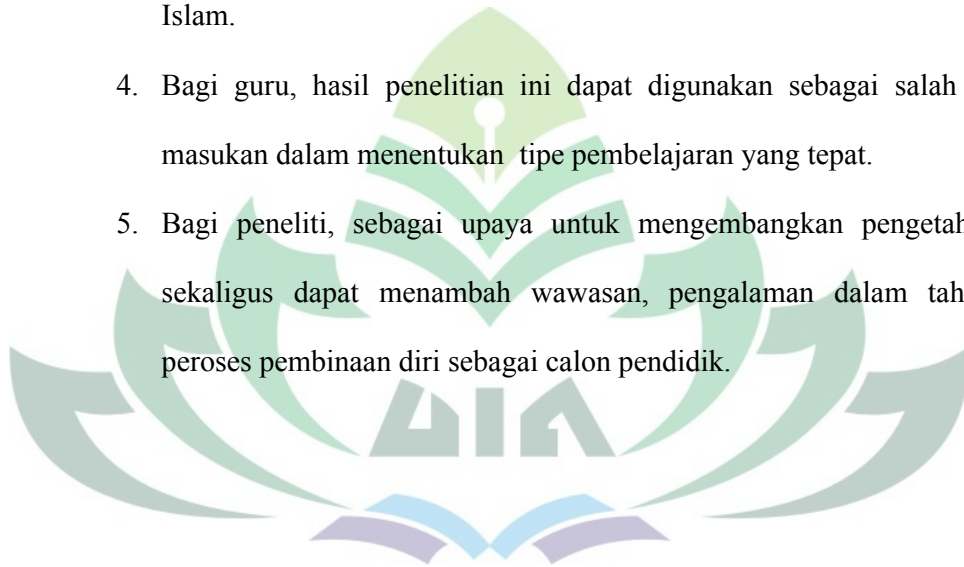 Islam.
4. Bagi guru, hasil penelitian ini dapat digunakan sebagai salah
masukan dalam menentukan tipe pembelajaran yang tepat.
5. Bagi peneliti, sebagai upaya untuk mengembangkan pengetah
sekaligus dapat menambah wawasan, pengalaman dalam tah
peroses pembinaan diri sebagai calon pendidik.
UIN